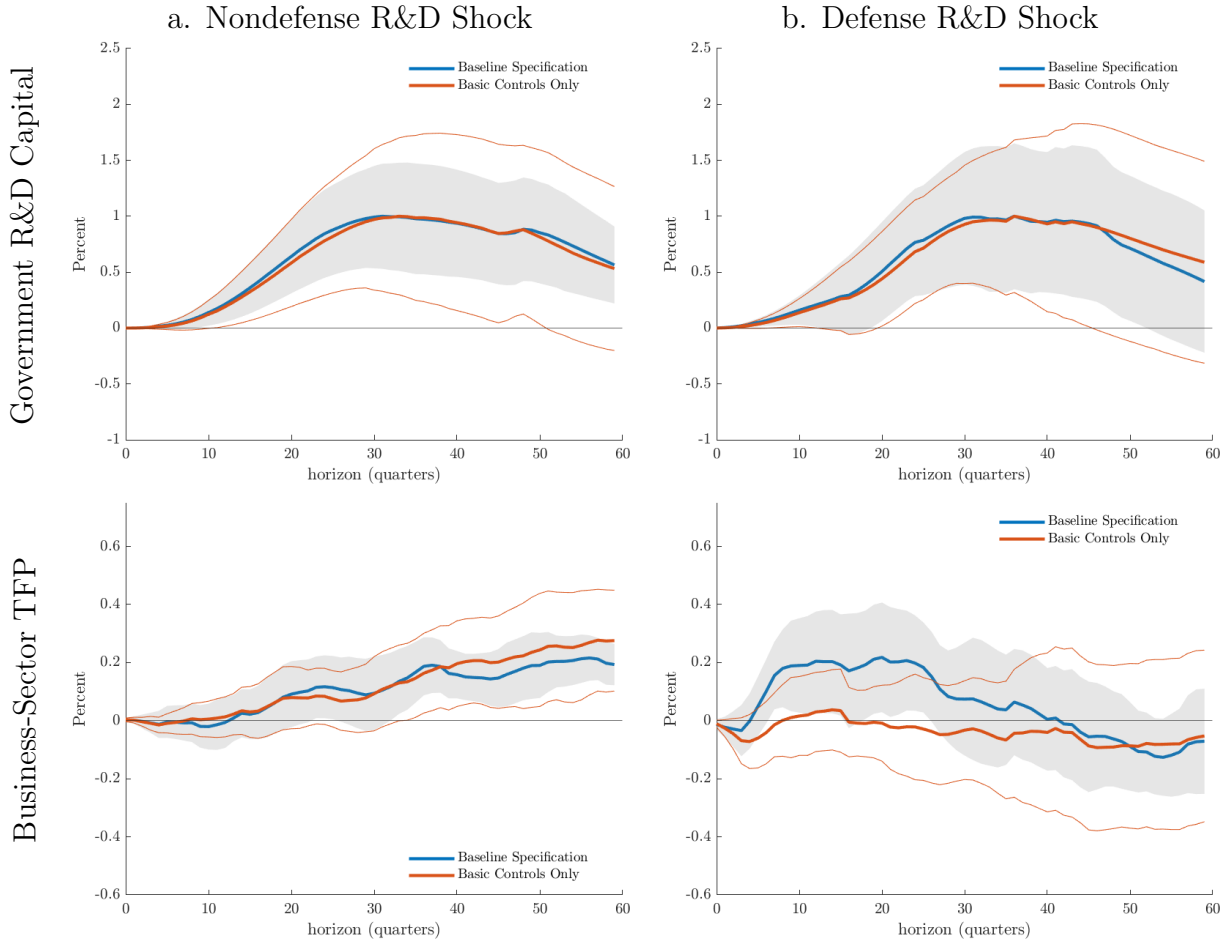 a. Nondefense R&D Shock
b. Defense R&D Shock
Government R&D Capital
2.5
2
1.5
1
0.5
0
-0.5
-1
Percent
Baseline Specification
Basic Controls Only
0 10 20 30 40 50 60
horizon (quarters)
2.5
2
1.5
1
0.5
0
-0.5
-1
Percent
Baseline Specification
Basic Controls Only
0 10 20 30 40 50 60
horizon (quarters)
Business-Sector TFP
0.6
0.4
0.2
0
-0.2
-0.4
-0.6
Percent
Baseline Specification
Basic Controls Only
0 10 20 30 40 50 60
horizon (quarters)
0.6
0.4
0.2
0
-0.2
-0.4
-0.6
Percent
Baseline Specification
Basic Controls Only
0 10 20 30 40 50 60
horizon (quarters)